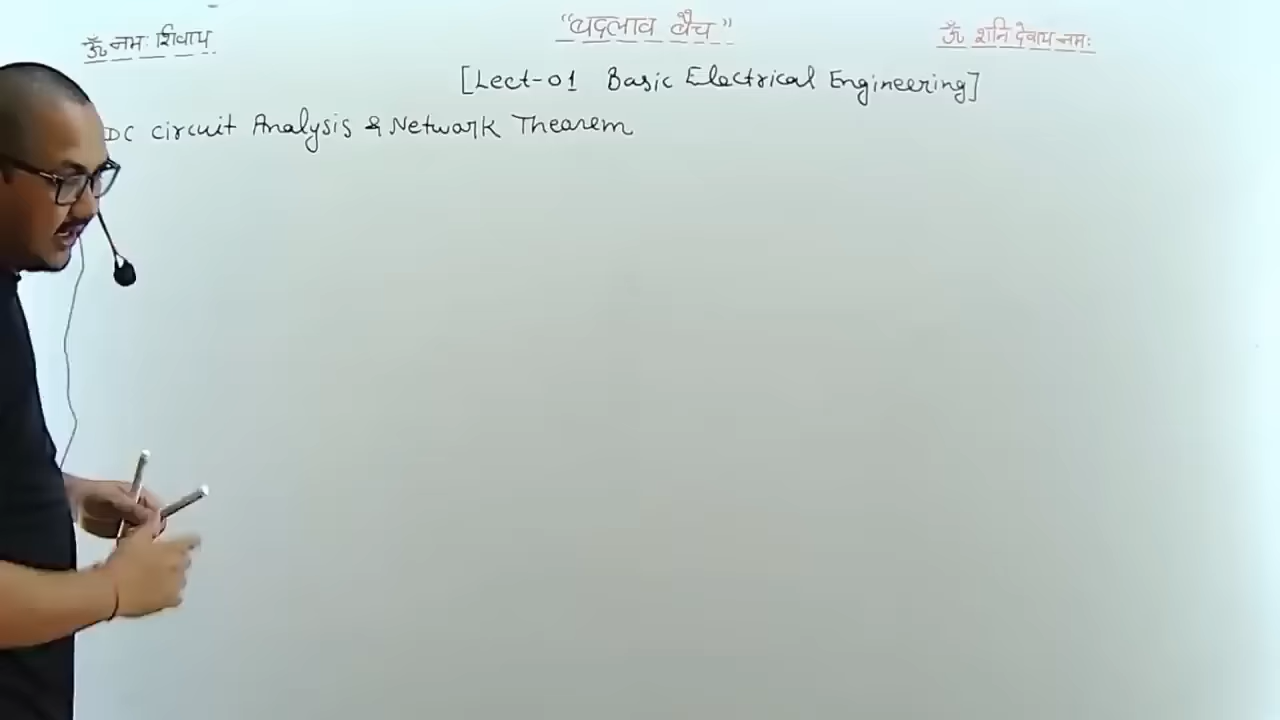 ॐ नमः शिवाय
“बदलाव बैच”
ॐ शनि देवाय नमः
[Lect-01 Basic Electrical Engineering]
DC Circuit Analysis & Network Theorem